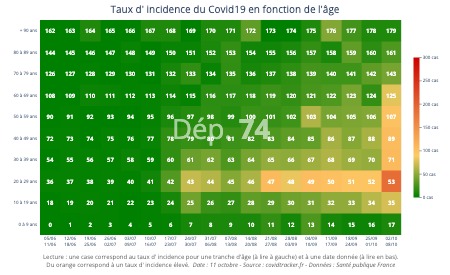 Taux d' incidence du Covid19 en fonction de l'âge
+ 90 ans 162 163 164 165 166 167 168 169 170 171 172 173 174 175 176 177 178 179
80 à 89 ans 144 145 146 147 148 149 150 151 152 153 154 155 156 157 158 159 160 161
70 à 79 ans 126 127 128 129 130 131 132 133 134 135 136 137 138 139 140 141 142 143
60 à 69 ans 108 109 110 111 112 113 114 115 116 117 118 119 120 121 122 123 124 125
50 à 59 ans 90 91 92 93 94 95 96 97 98 99 100 101 102 103 104 105 106 107
Dép 74
40 à 49 ans 72 73 74 75 76 77 78 79 80 81 82 83 84 85 86 87 88 89
30 à 39 ans 54 55 56 57 58 59 60 61 62 63 64 65 66 67 68 69 70 71
20 à 29 ans 36 37 38 39 40 41 42 43 44 45 46 47 48 49 50 51 52 53
10 à 19 ans 18 19 20 21 22 23 24 25 26 27 28 29 30 31 32 33 34 35
0 à 9 ans 0 1 2 3 4 5 6 7 8 9 10 11 12 13 14 15 16 17
05/06 12/06 19/06 26/06 03/07 10/07 17/07 24/07 31/07 07/08 14/08 21/08 28/08 04/09 11/09 18/09 25/09 02/10
11/06 18/06 25/06 02/07 09/07 16/07 23/07 30/07 06/08 13/08 20/08 27/08 03/09 10/09 17/09 24/09 01/10 08/10
300 cas
250 cas
200 cas
150 cas
100 cas
50 cas
0 cas
Lecture : une case correspond au taux d' incidence pour une tranche d'âge (à lire à gauche) et à une date donnée (à lire en bas).
Du orange correspond à un taux d' incidence élevé. Date : 11 octobre - Source : covidtracker.fr - Données : Santé publique France